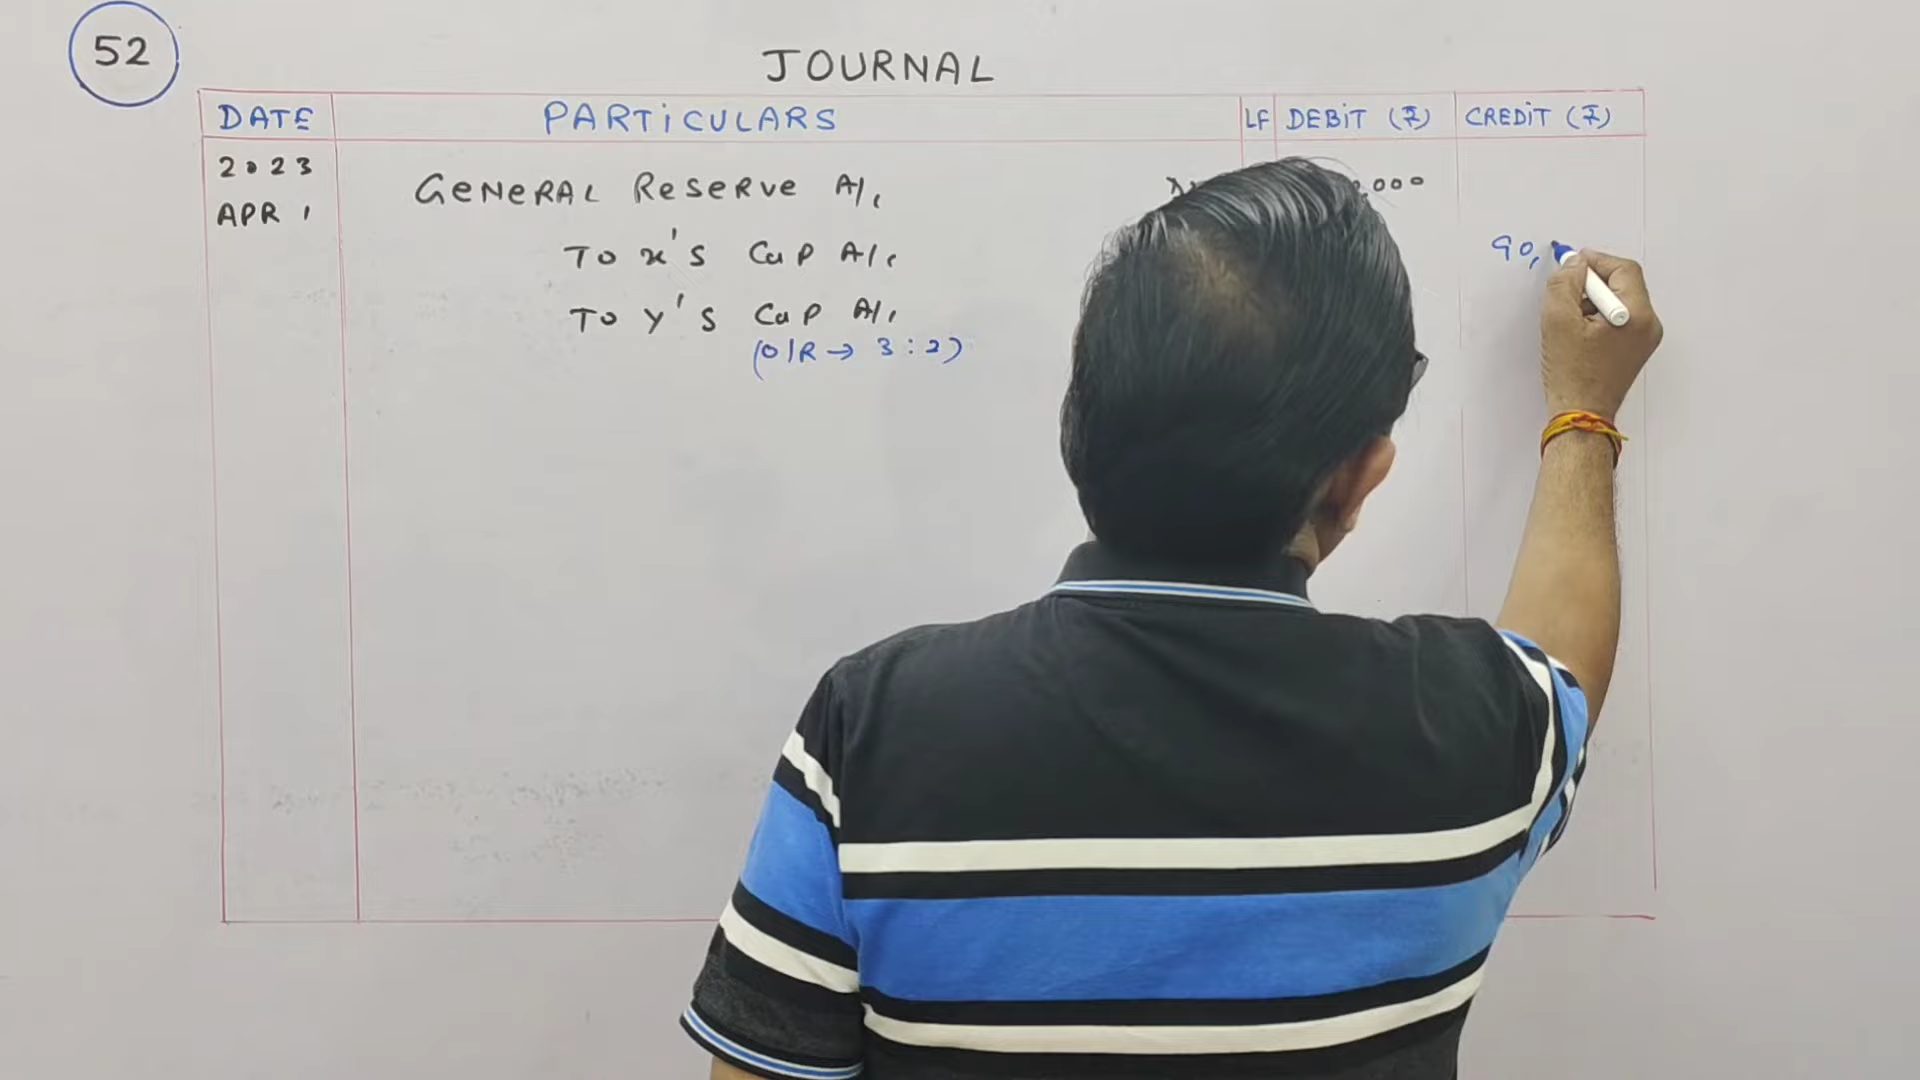 52
JOURNAL
DATE PARTiCULARS LF DEBiT (₹) CREDiT (₹)
2023
APR 1
GeNeRAL ReSeRve A/c
,000
To x's Cap A/c
90,
To Y's Cap A/c
(O/R → 3:2)